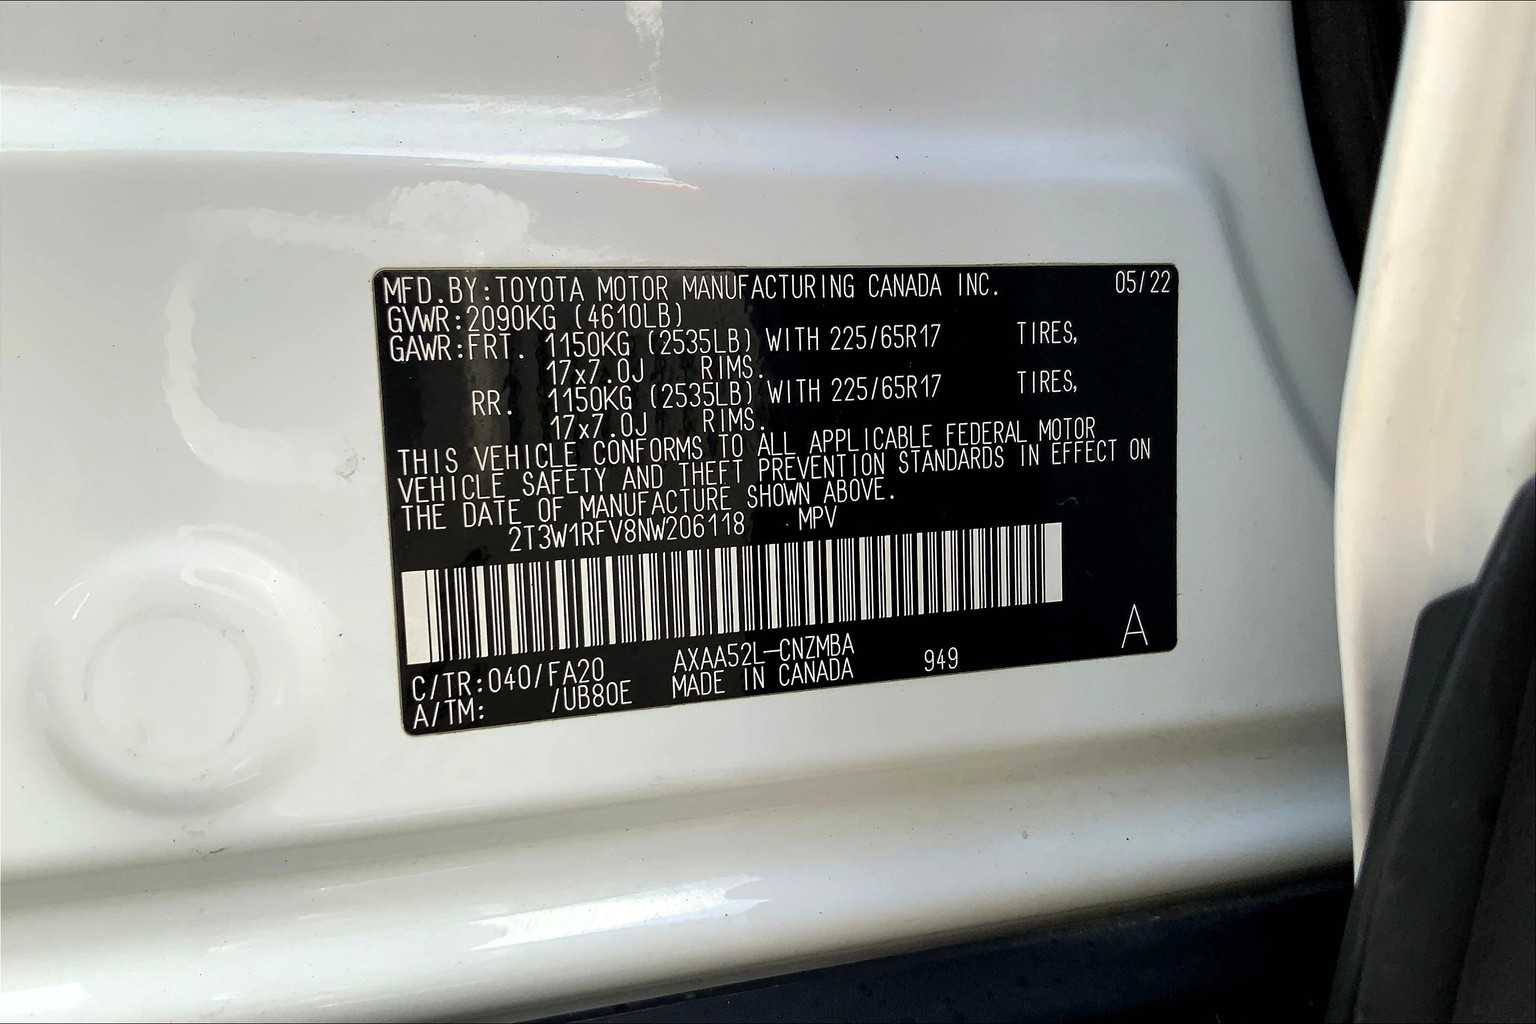 MFD.BY:TOYOTA MOTOR MANUFACTURING CANADA INC. 05/22
GVWR:2090KG (4610LB)
GAWR:FRT. 1150KG (2535LB) WITH 225/65R17 TIRES,
17x7.0J RIMS.
RR. 1150KG (2535LB) WITH 225/65R17 TIRES,
17x7.0J RIMS.
THIS VEHICLE CONFORMS TO ALL APPLICABLE FEDERAL MOTOR
VEHICLE SAFETY AND THEFT PREVENTION STANDARDS IN EFFECT ON
THE DATE OF MANUFACTURE SHOWN ABOVE.
2T3W1RFV8NW206118 MPV
A
C/TR:040/FA20 AXAA52L-CNZMBA 949
A/TM: /UB80E MADE IN CANADA